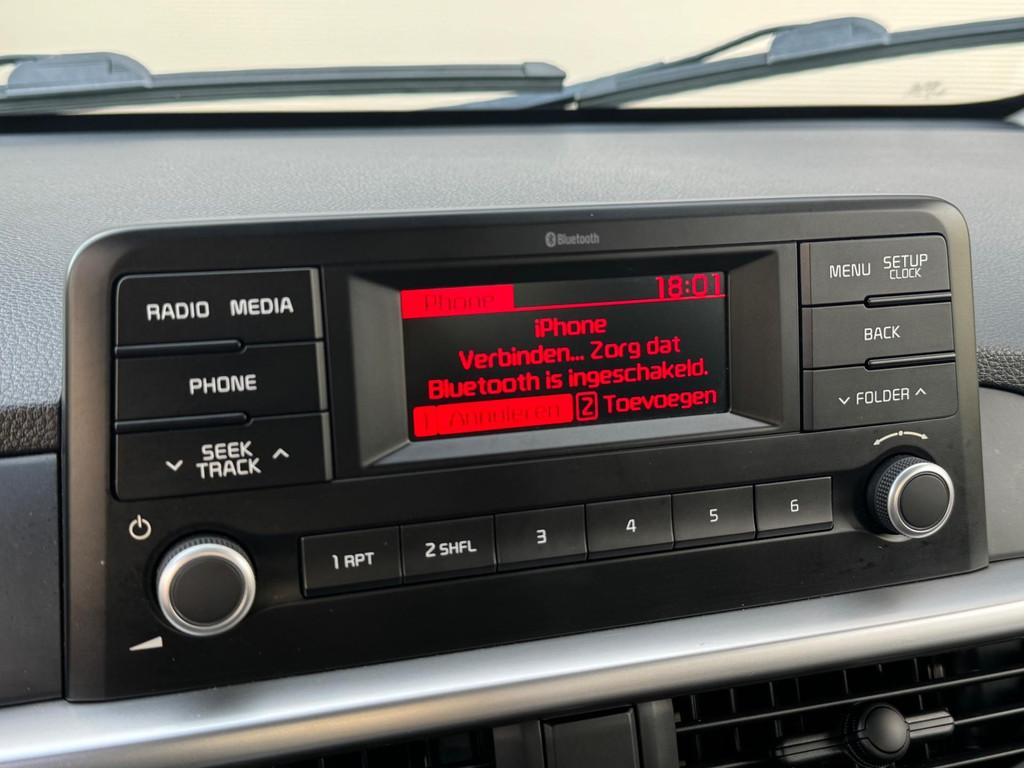 Bluetooth
RADIO MEDIA
PHONE
SEEK
TRACK
Phone 18:01
iPhone
Verbinden... Zorg dat
Bluetooth is ingeschakeld.
1 Annuleren 2 Toevoegen
MENU SETUP
CLOCK
BACK
FOLDER
1 RPT 2 SHFL 3 4 5 6